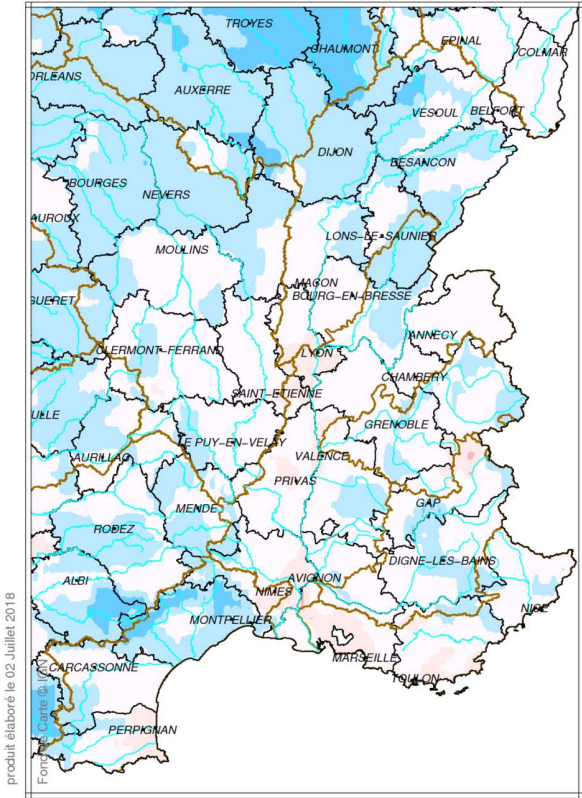 TROYES
CHAUMONT
EPINAL
COLMAR
ORLEANS
AUXERRE
VESOUL
BELFORT
DIJON
BESANCON
BOURGES
NEVERS
AUROUX
LONS-LE-SAUNIER
MOULINS
MACON
BOURG-EN-BRESSE
GUERET
ANNECY
CLERMONT-FERRAND
LYON
CHAMBERY
SAINT-ETIENNE
ULLE
GRENOBLE
LE PUY-EN-VELAY
VALENCE
AURILLAC
PRIVAS
MENDE
GAP
RODEZ
DIGNE-LES-BAINS
ALBI
AVIGNON
NIMES
NICE
MONTPELLIER
MARSEILLE
CARCASSONNE
TOULON
PERPIGNAN
produit élaboré le 02 Juillet 2018
Fond de Carte © IGN